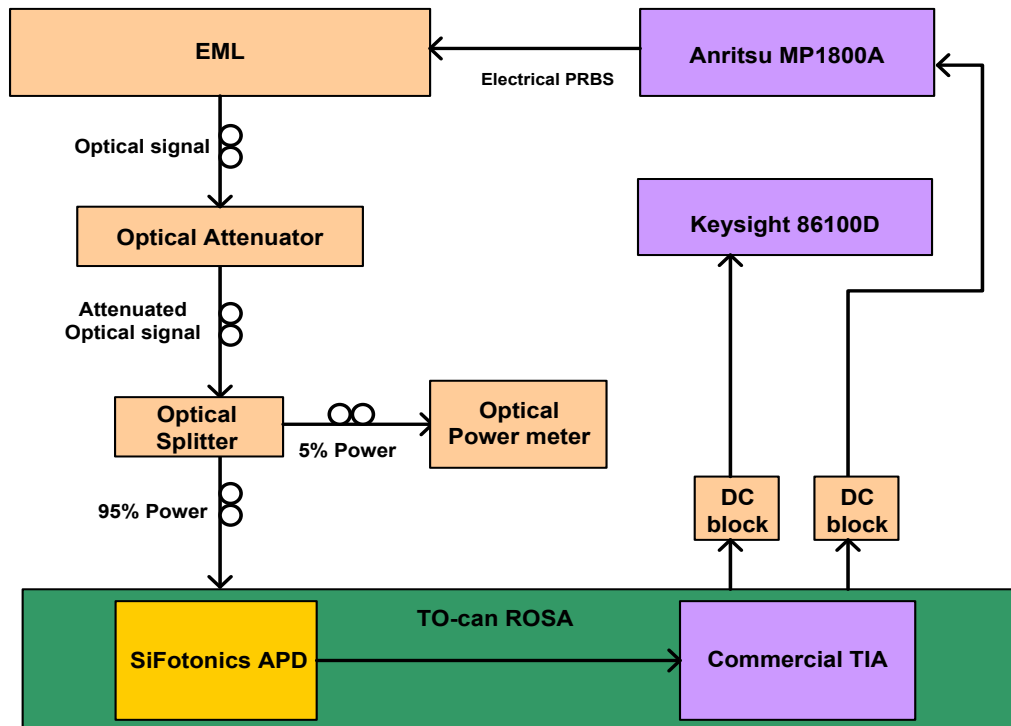 EML
Anritsu MP1800A
Electrical PRBS
Optical signal
Keysight 86100D
Optical Attenuator
Attenuated
Optical signal
Optical
Splitter
5% Power
Optical
Power meter
95% Power
DC
block
DC
block
TO-can ROSA
SiFotonics APD
Commercial TIA